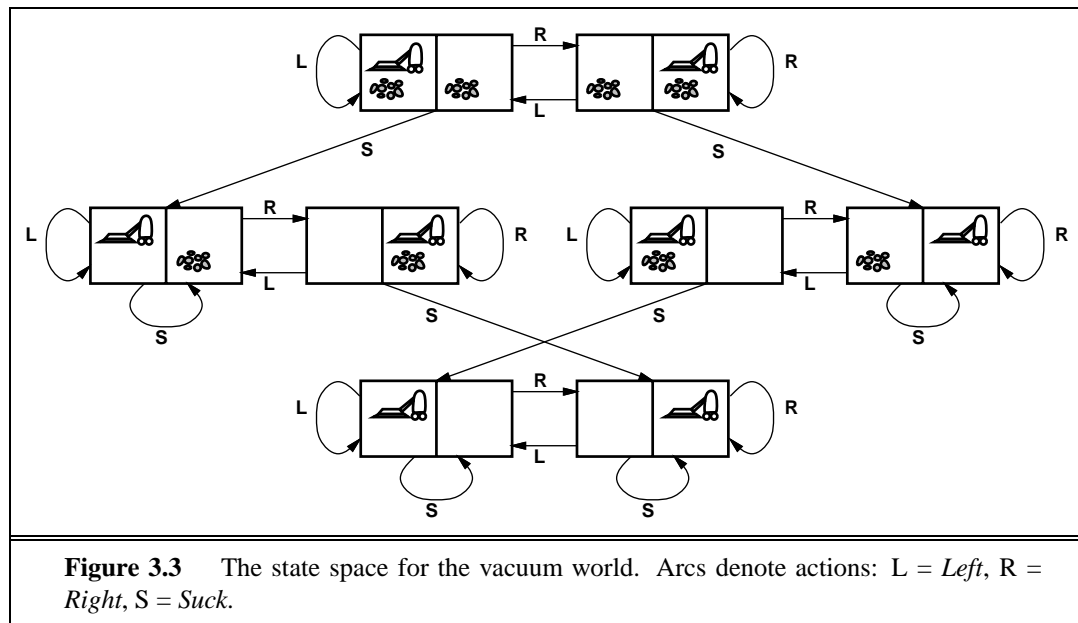 R
L R
L
S S
R R
L R L R
L L
S S S S
R
L R
L
S S
Figure 3.3 The state space for the vacuum world. Arcs denote actions: L = Left, R =
Right, S = Suck.